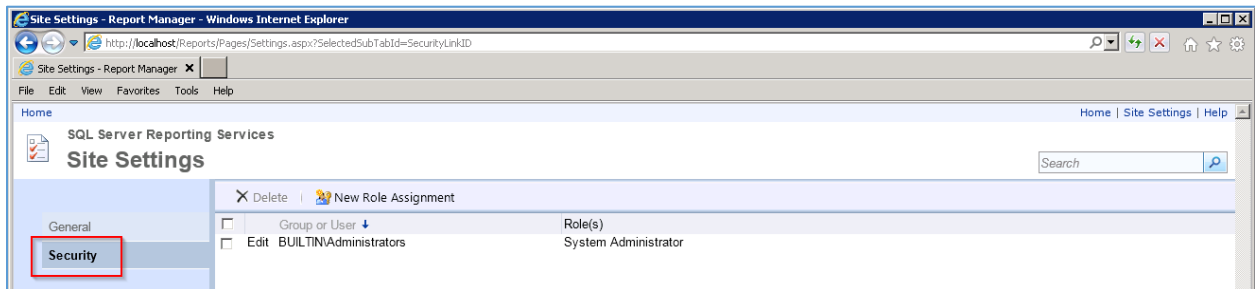 Site Settings - Report Manager - Windows Internet Explorer
http://localhost/Reports/Pages/Settings.aspx?SelectedSubTabId=SecurityLinkID
Site Settings - Report Manager
File Edit View Favorites Tools Help
Home
Home | Site Settings | Help
SQL Server Reporting Services
Site Settings
Search
Delete | New Role Assignment
General
Security
Group or User Role(s)
Edit BUILTIN\Administrators System Administrator